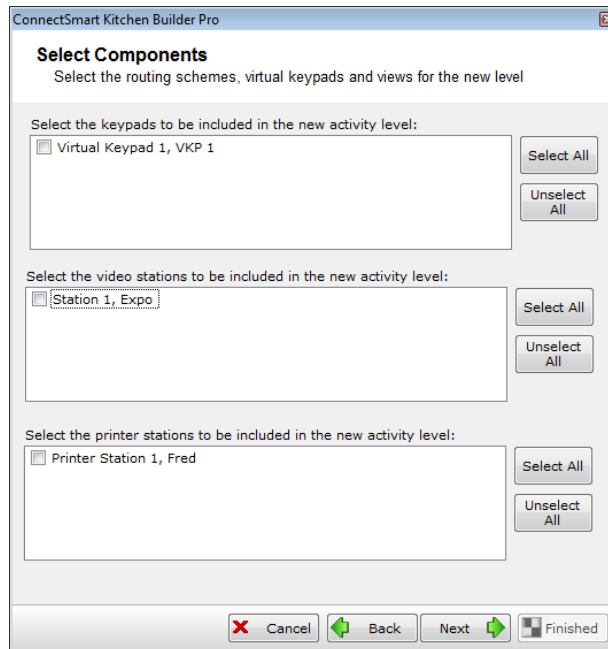 ConnectSmart Kitchen Builder Pro
Select Components
Select the routing schemes, virtual keypads and views for the new level
Select the keypads to be included in the new activity level:
Virtual Keypad 1, VKP 1
Select All
Unselect
All
Select the video stations to be included in the new activity level:
Station 1, Expo
Select All
Unselect
All
Select the printer stations to be included in the new activity level:
Printer Station 1, Fred
Select All
Unselect
All
Cancel Back Next Finished